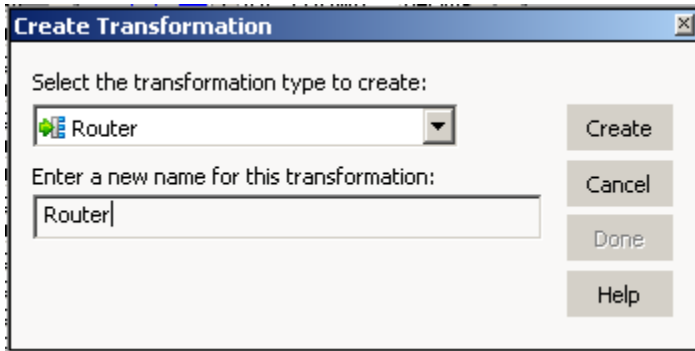 Create Transformation
Select the transformation type to create:
Router
Create
Enter a new name for this transformation:
Cancel
Router
Done
Help